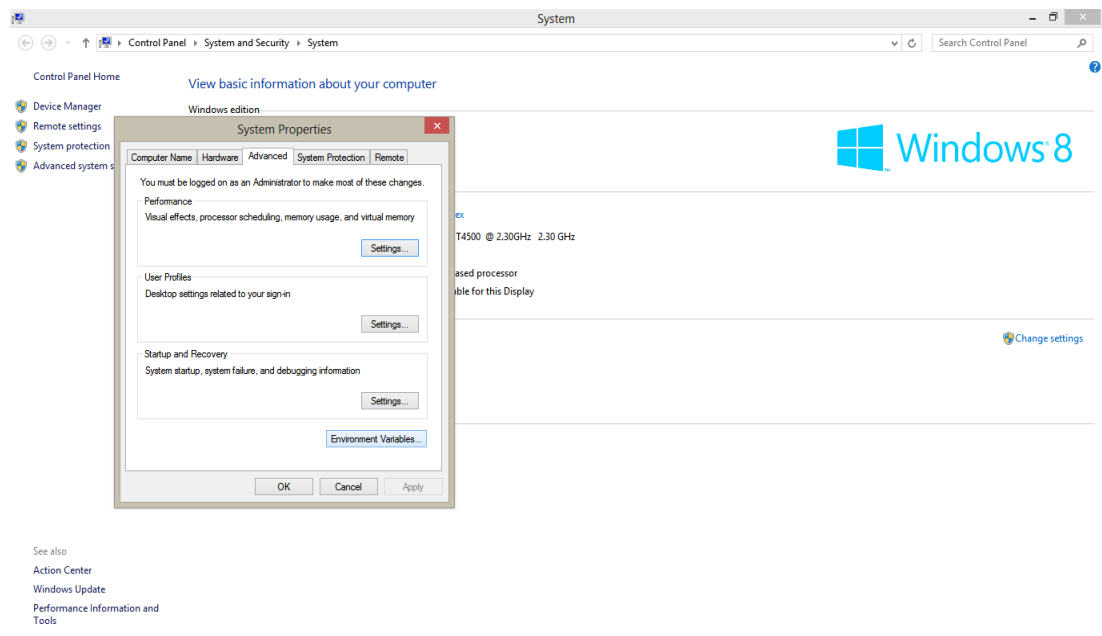 System
Control Panel System and Security System
Search Control Panel
Control Panel Home
Device Manager
Remote settings
System protection
Advanced system s
View basic information about your computer
Windows edition
Windows 8
System Properties
Computer Name Hardware Advanced System Protection Remote
You must be logged on as an Administrator to make most of these changes.
Performance
Visual effects, processor scheduling, memory usage, and virtual memory
Settings...
User Profiles
Desktop settings related to your sign-in
Settings...
Startup and Recovery
System startup, system failure, and debugging information
Settings...
Environment Variables...
OK Cancel Apply
ex
T4500 @ 2.30GHz 2.30 GHz
ased processor
ble for this Display
Change settings
See also
Action Center
Windows Update
Performance Information and
Tools